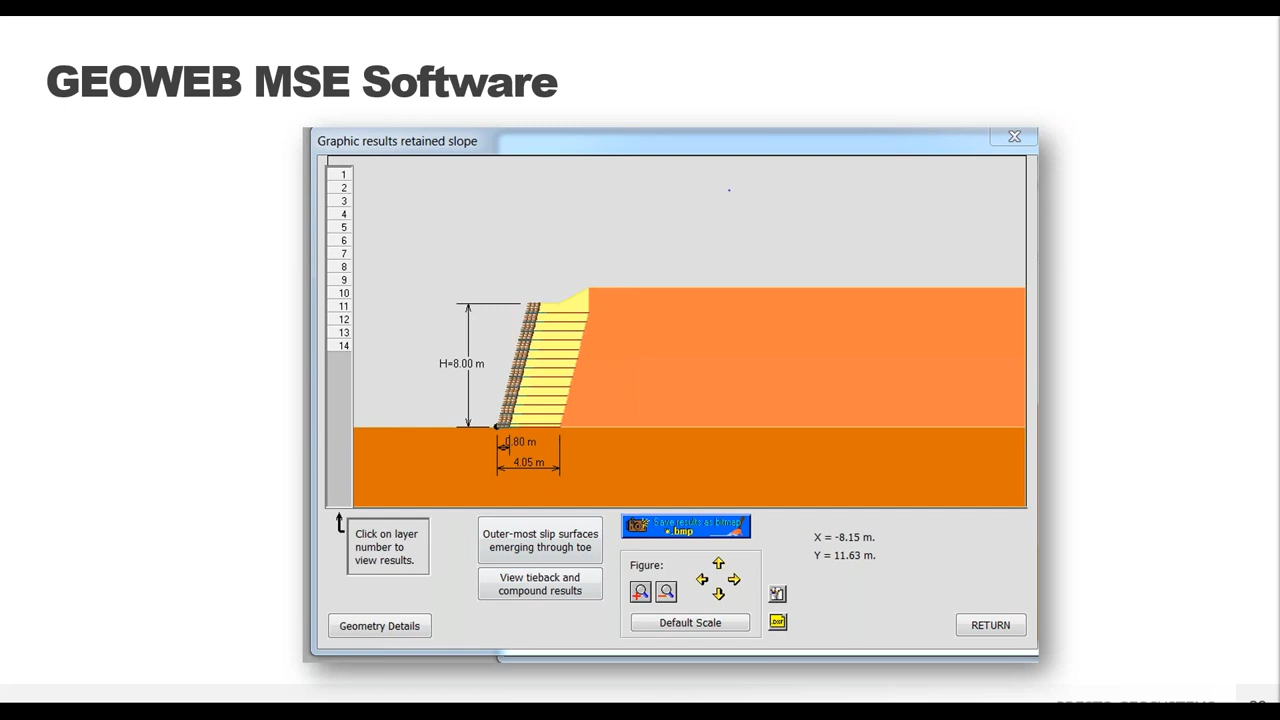 GEOWEB MSE Software
Graphic results retained slope
1
2
3
4
5
6
7
8
9
10
11
12
13
14
H=8.00 m
0.80 m
4.05 m
Click on layer
number to
view results.
Outer-most slip surfaces
emerging through toe
View tieback and
compound results
Geometry Details
Save results as bitmap
*.bmp
Figure:
Default Scale
X = -8.15 m.
Y = 11.63 m.
RETURN